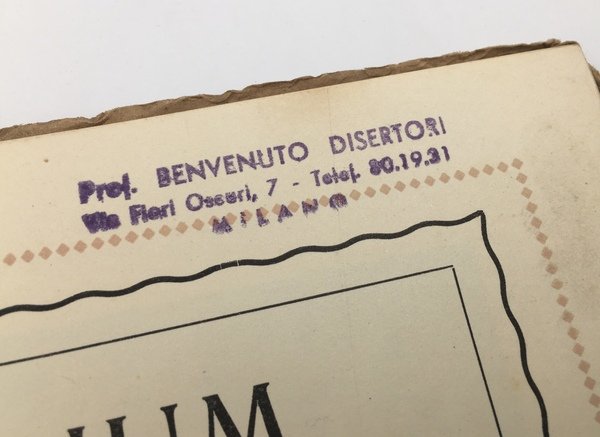 Prof. BENVENUTO DISERTORI
Via Fiori Oscuri, 7 - Telef. 80.19.31
MILANO